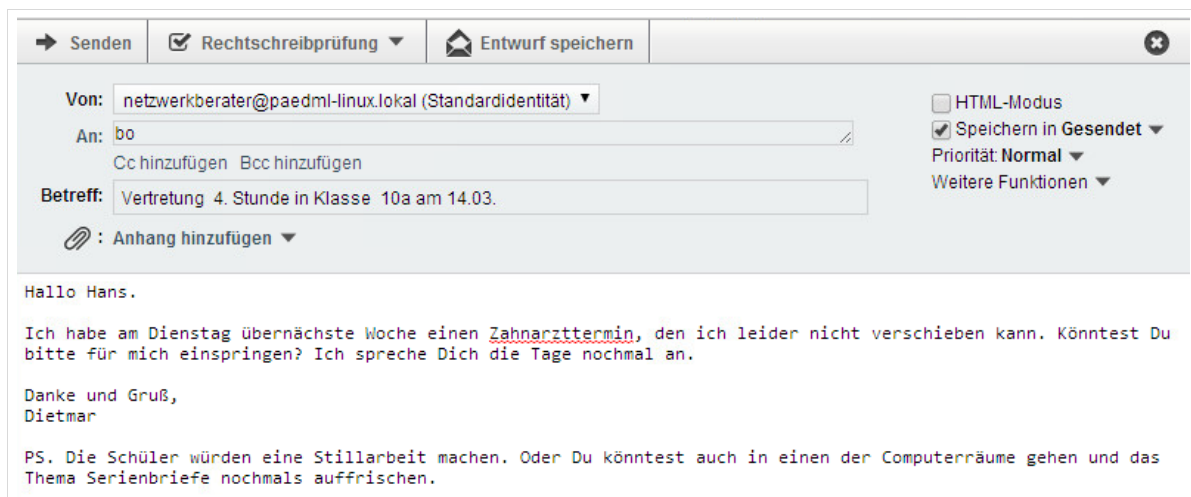 Senden Rechtschreibprüfung Entwurf speichern
Von: netzwerkberater@paedml-linux.lokal (Standardidentität)
HTML-Modus
An: bo
Speichern in Gesendet
Cc hinzufügen Bcc hinzufügen
Priorität: Normal
Betreff: Vertretung 4. Stunde in Klasse 10a am 14.03.
Weitere Funktionen
: Anhang hinzufügen
Hallo Hans.
Ich habe am Dienstag übernächste Woche einen Zahnarzttermin, den ich leider nicht verschieben kann. Könntest Du
bitte für mich einspringen? Ich spreche Dich die Tage nochmal an.
Danke und Gruß,
Dietmar
PS. Die Schüler würden eine Stillarbeit machen. Oder Du könntest auch in einen der Computerräume gehen und das
Thema Serienbriefe nochmals auffrischen.